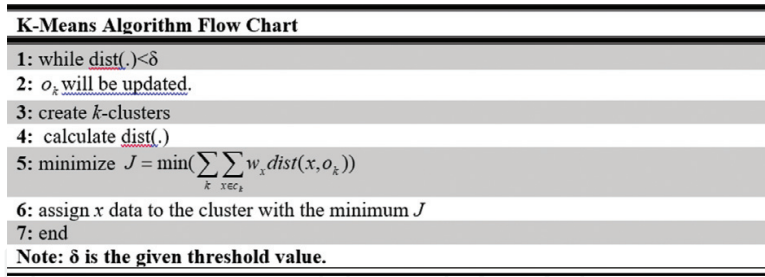 K-Means Algorithm Flow Chart
1: while dist(.)<δ
2: oₖ will be updated.
3: create k-clusters
4: calculate dist(.)
5: minimize J = min(∑ₖ ∑ₓ∈cₖ wₓdist(x,oₖ))
6: assign x data to the cluster with the minimum J
7: end
Note: δ is the given threshold value.